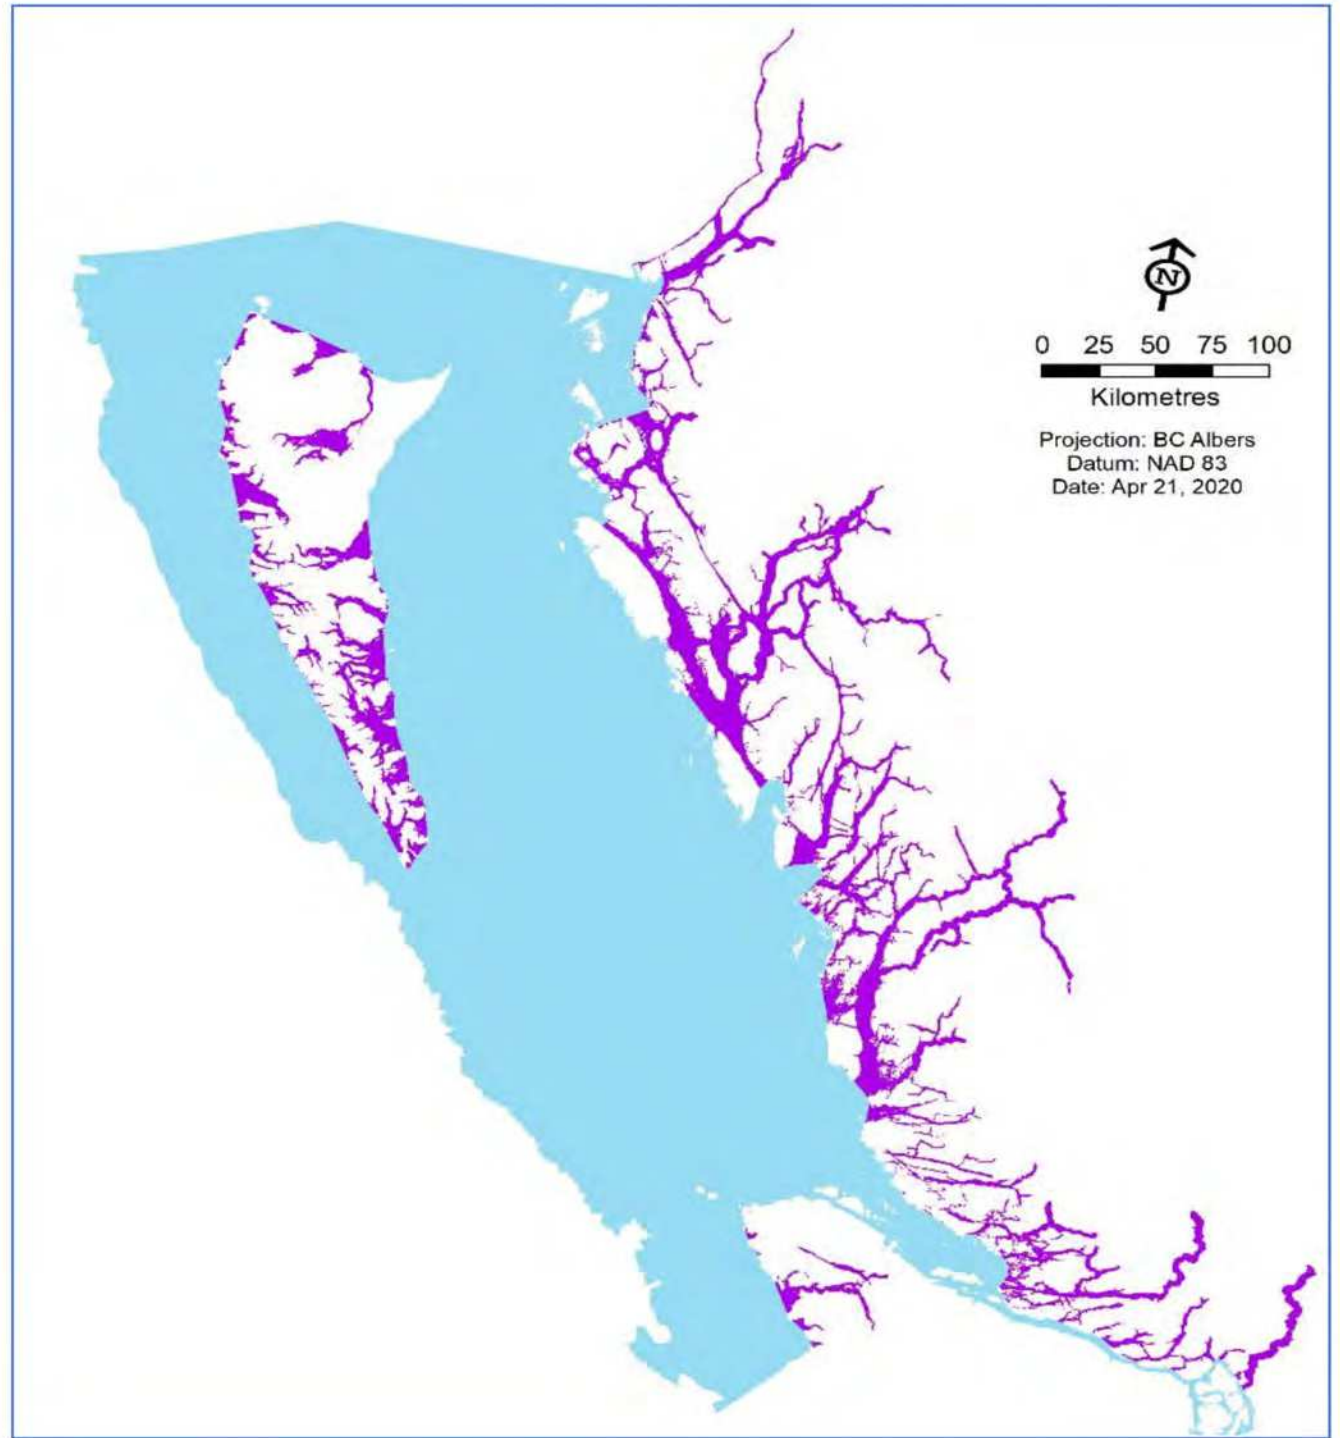 N
0 25 50 75 100
Kilometres
Projection: BC Albers
Datum: NAD 83
Date: Apr 21, 2020